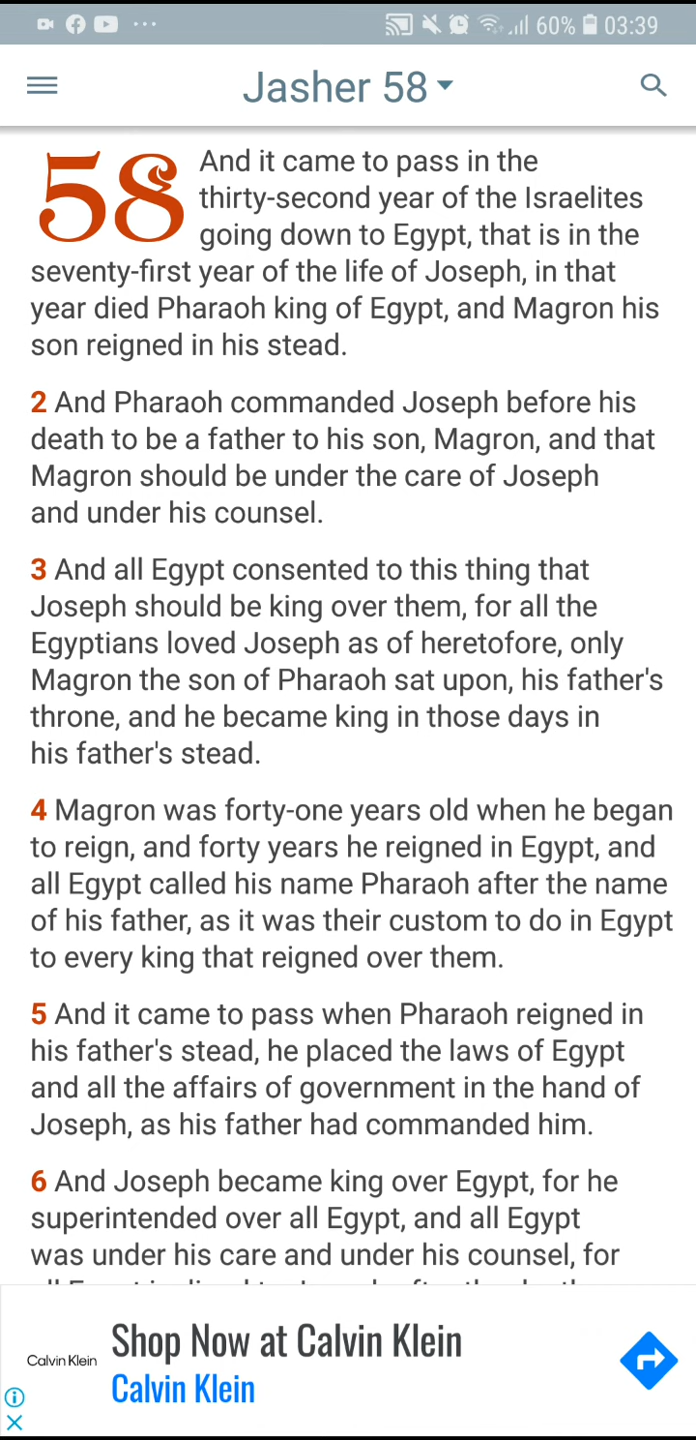 60% 03:39
Jasher 58
58 And it came to pass in the
thirty-second year of the Israelites
going down to Egypt, that is in the
seventy-first year of the life of Joseph, in that
year died Pharaoh king of Egypt, and Magron his
son reigned in his stead.
2 And Pharaoh commanded Joseph before his
death to be a father to his son, Magron, and that
Magron should be under the care of Joseph
and under his counsel.
3 And all Egypt consented to this thing that
Joseph should be king over them, for all the
Egyptians loved Joseph as of heretofore, only
Magron the son of Pharaoh sat upon, his father's
throne, and he became king in those days in
his father's stead.
4 Magron was forty-one years old when he began
to reign, and forty years he reigned in Egypt, and
all Egypt called his name Pharaoh after the name
of his father, as it was their custom to do in Egypt
to every king that reigned over them.
5 And it came to pass when Pharaoh reigned in
his father's stead, he placed the laws of Egypt
and all the affairs of government in the hand of
Joseph, as his father had commanded him.
6 And Joseph became king over Egypt, for he
superintended over all Egypt, and all Egypt
was under his care and under his counsel, for
Shop Now at Calvin Klein
Calvin Klein
Calvin Klein